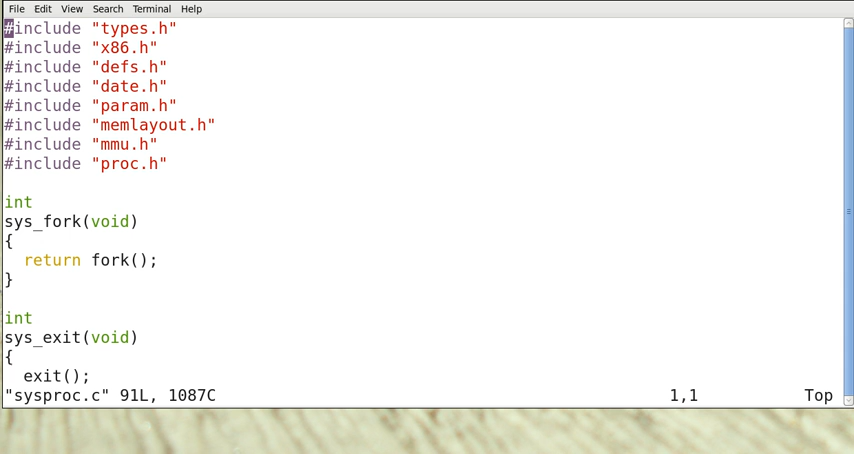 File Edit View Search Terminal Help
#include "types.h"
#include "x86.h"
#include "defs.h"
#include "date.h"
#include "param.h"
#include "memlayout.h"
#include "mmu.h"
#include "proc.h"

int
sys_fork(void)
{
  return fork();
}

int
sys_exit(void)
{
  exit();
"sysproc.c" 91L, 1087C 1,1 Top